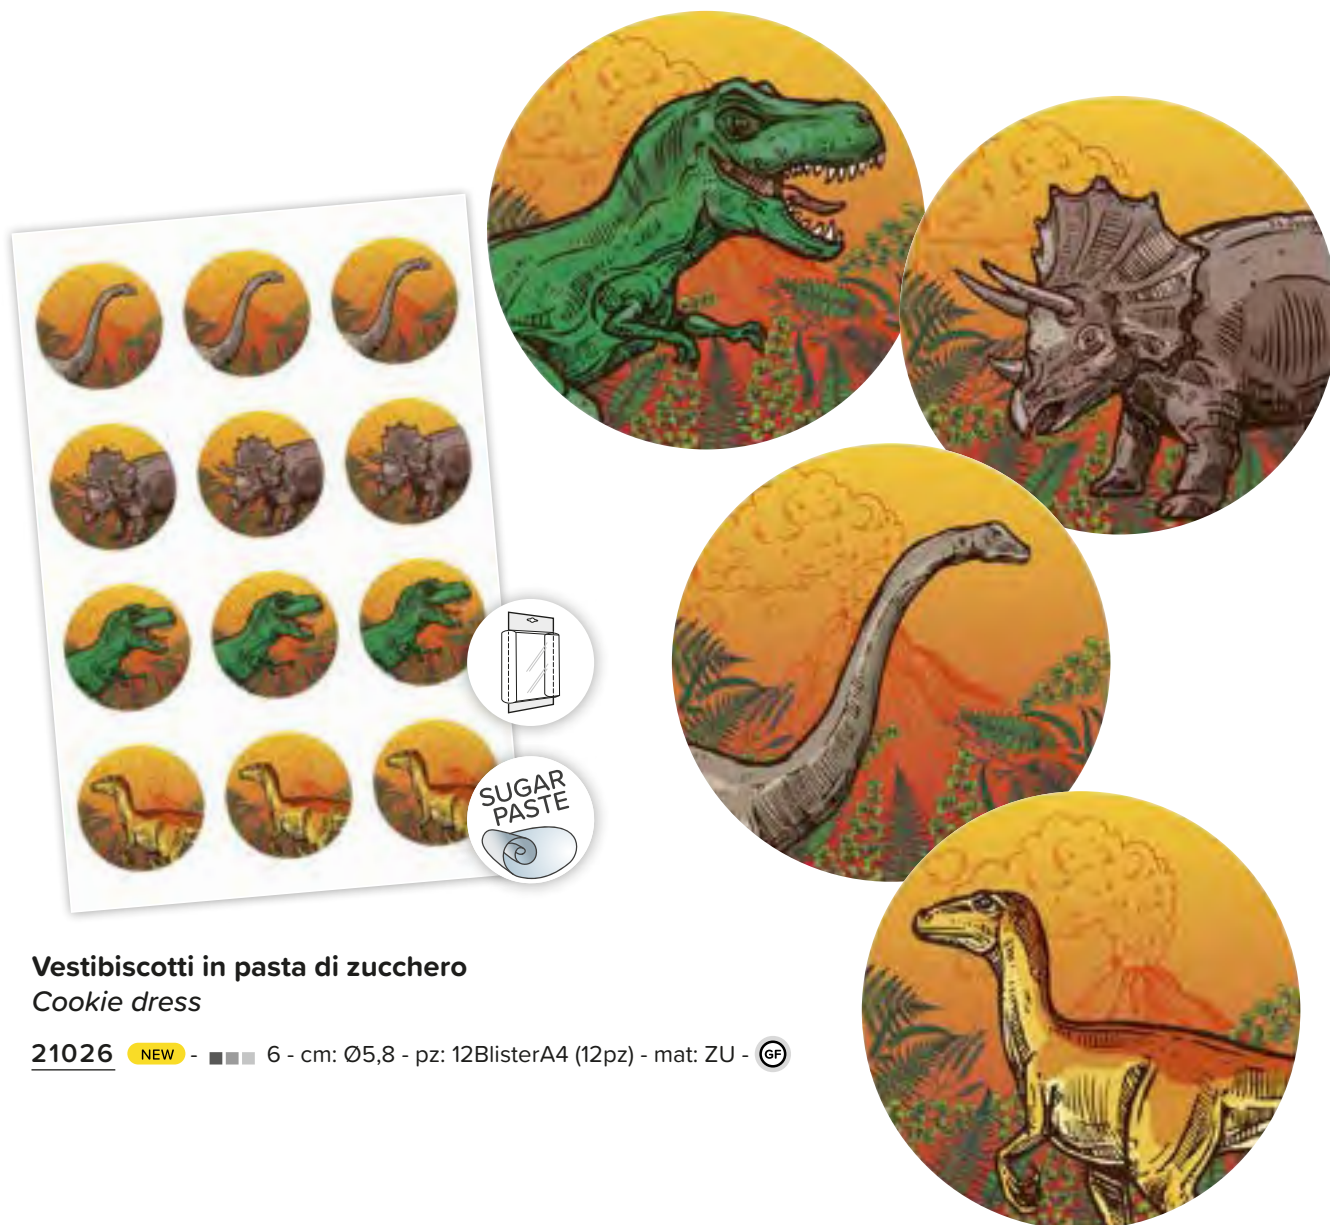 SUGAR
PASTE
Vestibiscotti in pasta di zucchero
Cookie dress
21026 NEW - 6 - cm: Ø5,8 - pz: 12BlisterA4 (12pz) - mat: ZU - GF